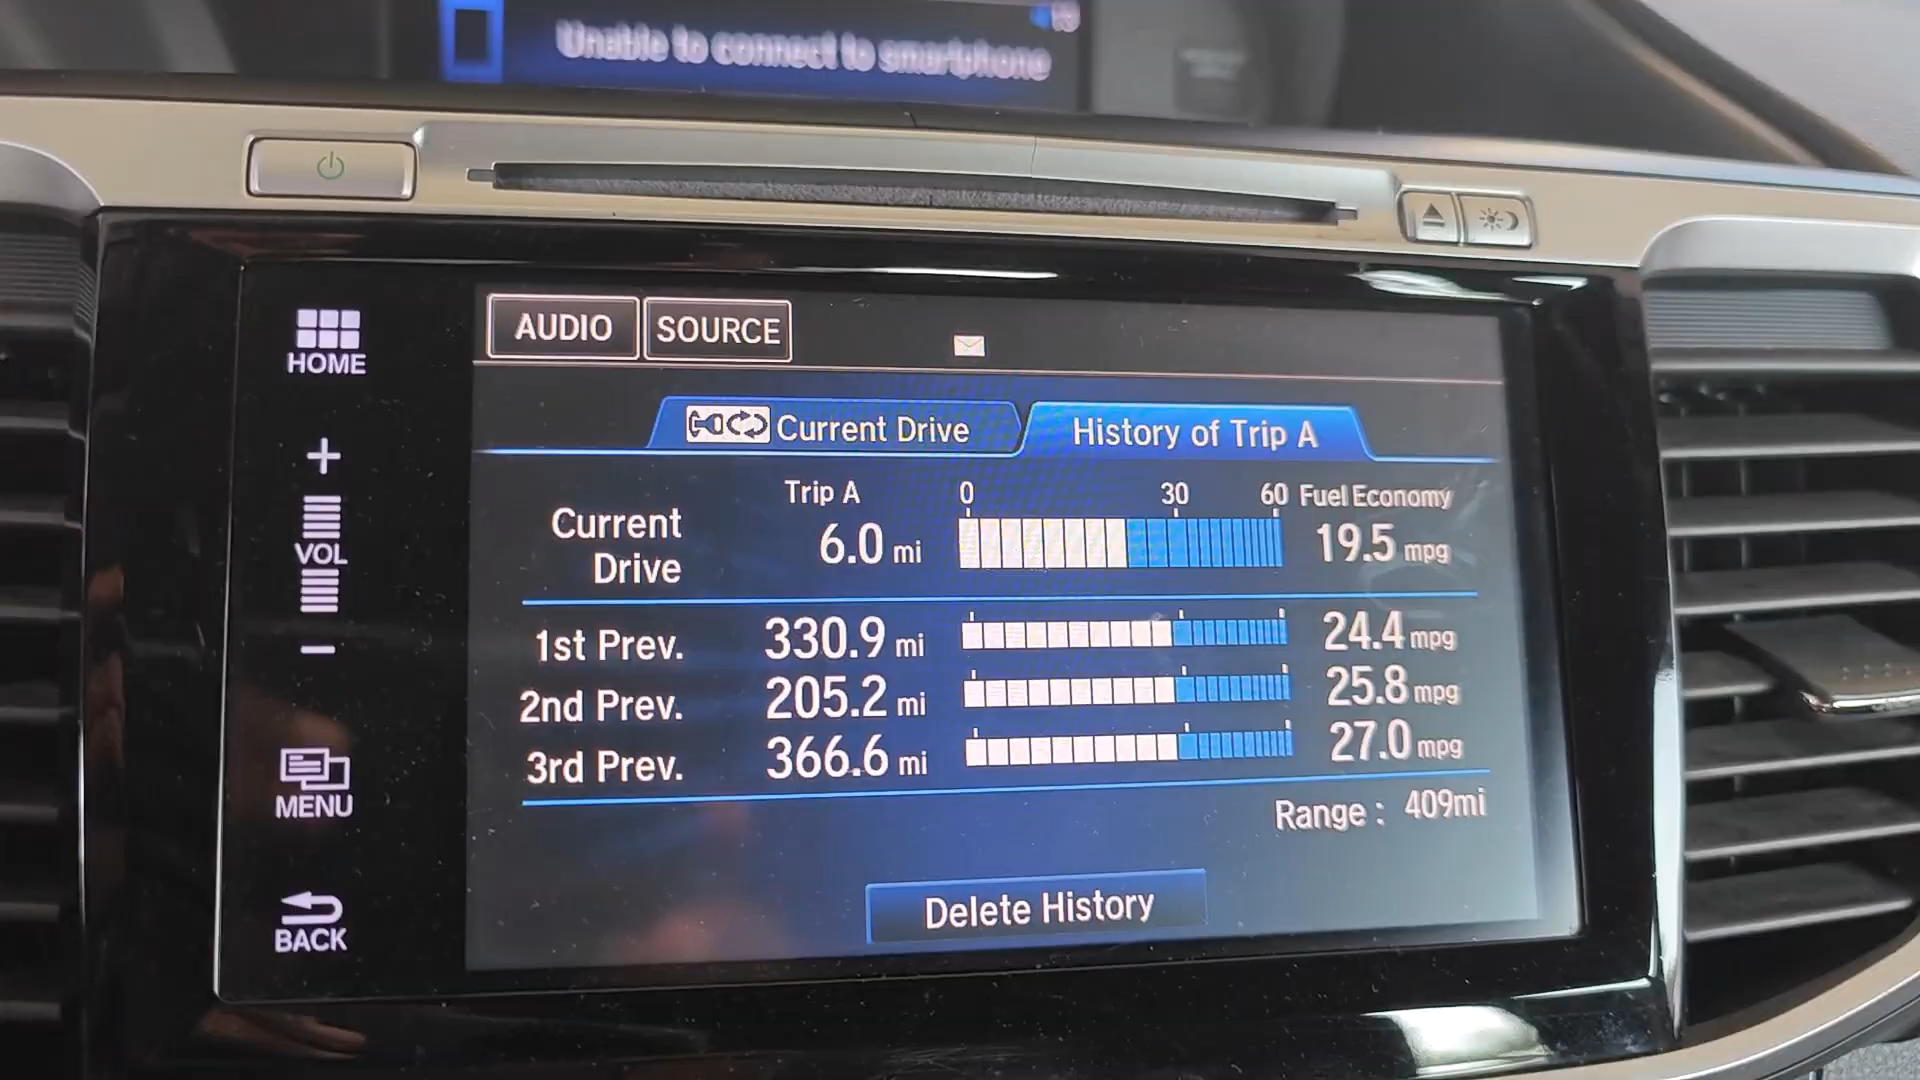 Unable to connect to smartphone
AUDIO SOURCE
HOME
Current Drive History of Trip A
Trip A 0 30 60 Fuel Economy
Current Drive 6.0 mi 19.5 mpg
1st Prev. 330.9 mi 24.4 mpg
2nd Prev. 205.2 mi 25.8 mpg
3rd Prev. 366.6 mi 27.0 mpg
Range : 409mi
Delete History
+
VOL
−
MENU
BACK